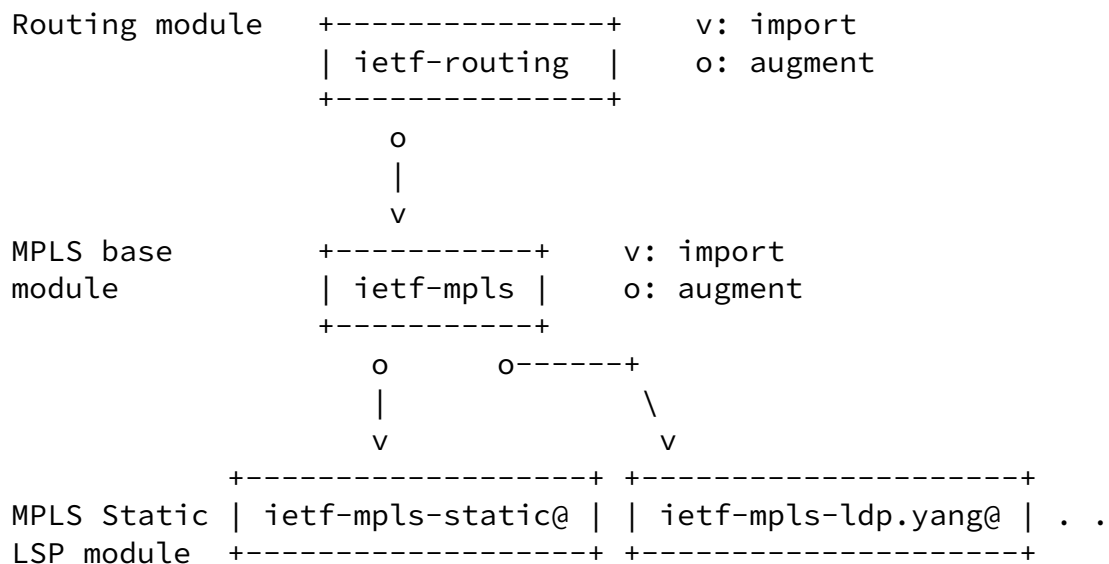 Routing module    +---------------+     v: import
                  | ietf-routing  |     o: augment
                  +---------------+
                      o
                      |
                      v
MPLS base         +-----------+    v: import
module            | ietf-mpls |    o: augment
                  +-----------+
                     o      o------+
                     |              \
                     v               v
            +------------------+ +--------------------+
MPLS Static | ietf-mpls-static@ | | ietf-mpls-ldp.yang@ | . .
LSP module  +------------------+ +--------------------+